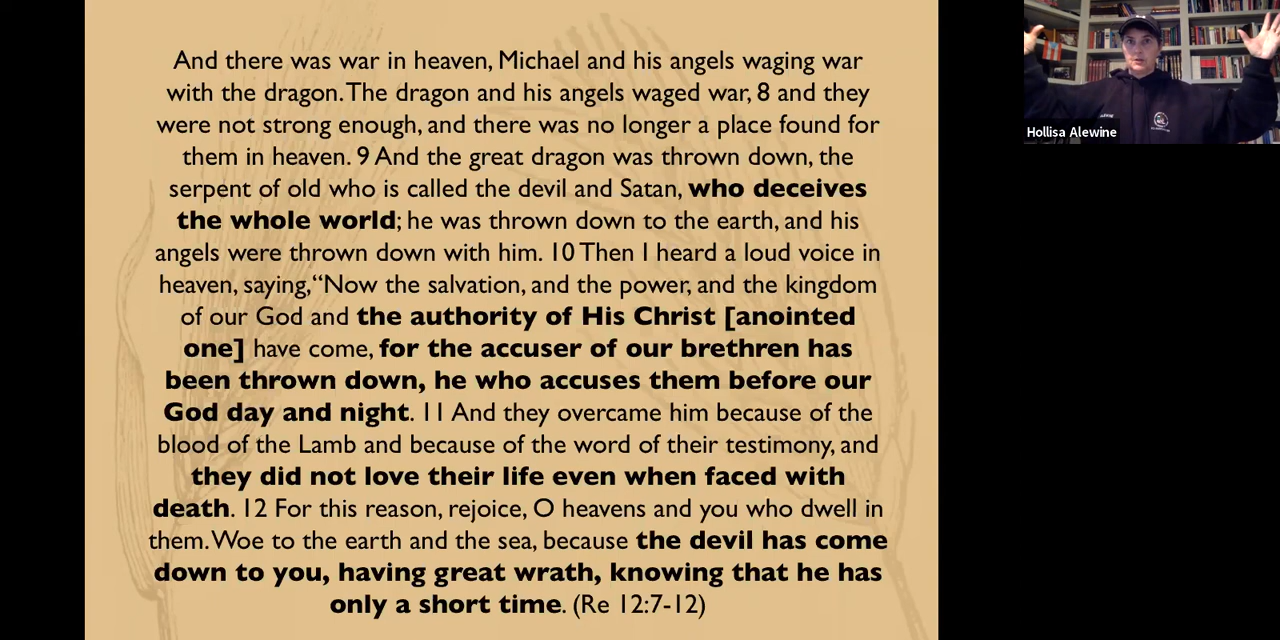 And there was war in heaven, Michael and his angels waging war
with the dragon. The dragon and his angels waged war, 8 and they
were not strong enough, and there was no longer a place found for
them in heaven. 9 And the great dragon was thrown down, the
serpent of old who is called the devil and Satan, who deceives
the whole world; he was thrown down to the earth, and his
angels were thrown down with him. 10 Then I heard a loud voice in
heaven, saying, “Now the salvation, and the power, and the kingdom
of our God and the authority of His Christ [anointed
one] have come, for the accuser of our brethren has
been thrown down, he who accuses them before our
God day and night. 11 And they overcame him because of the
blood of the Lamb and because of the word of their testimony, and
they did not love their life even when faced with
death. 12 For this reason, rejoice, O heavens and you who dwell in
them. Woe to the earth and the sea, because the devil has come
down to you, having great wrath, knowing that he has
only a short time. (Re 12:7-12)
Hollisa Alewine